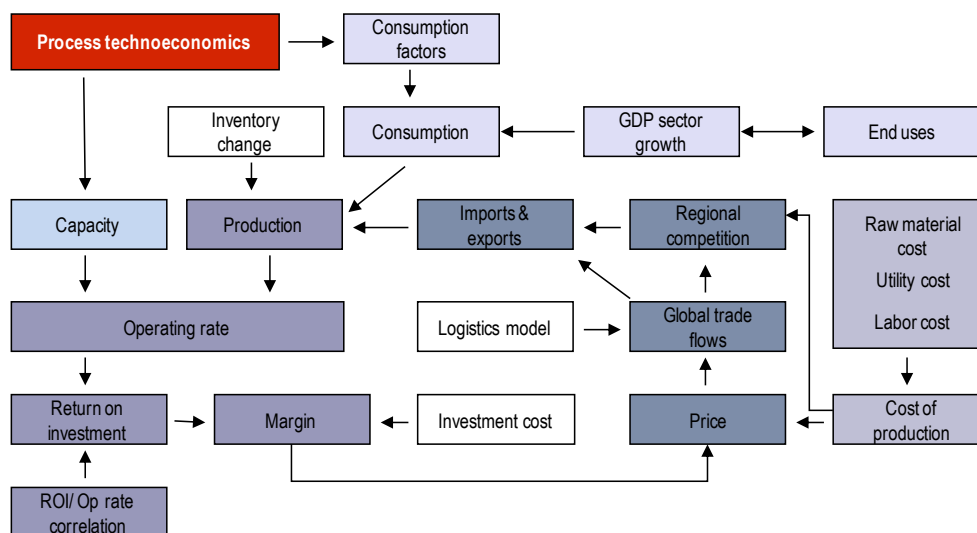 Process technoeconomics
Consumption
factors
Inventory
change
Consumption
GDP sector
growth
End uses
Capacity
Production
Imports &
exports
Regional
competition
Raw material
cost
Utility cost
Labor cost
Operating rate
Logistics model
Global trade
flows
Return on
investment
Margin
Investment cost
Price
Cost of
production
ROI/ Op rate
correlation